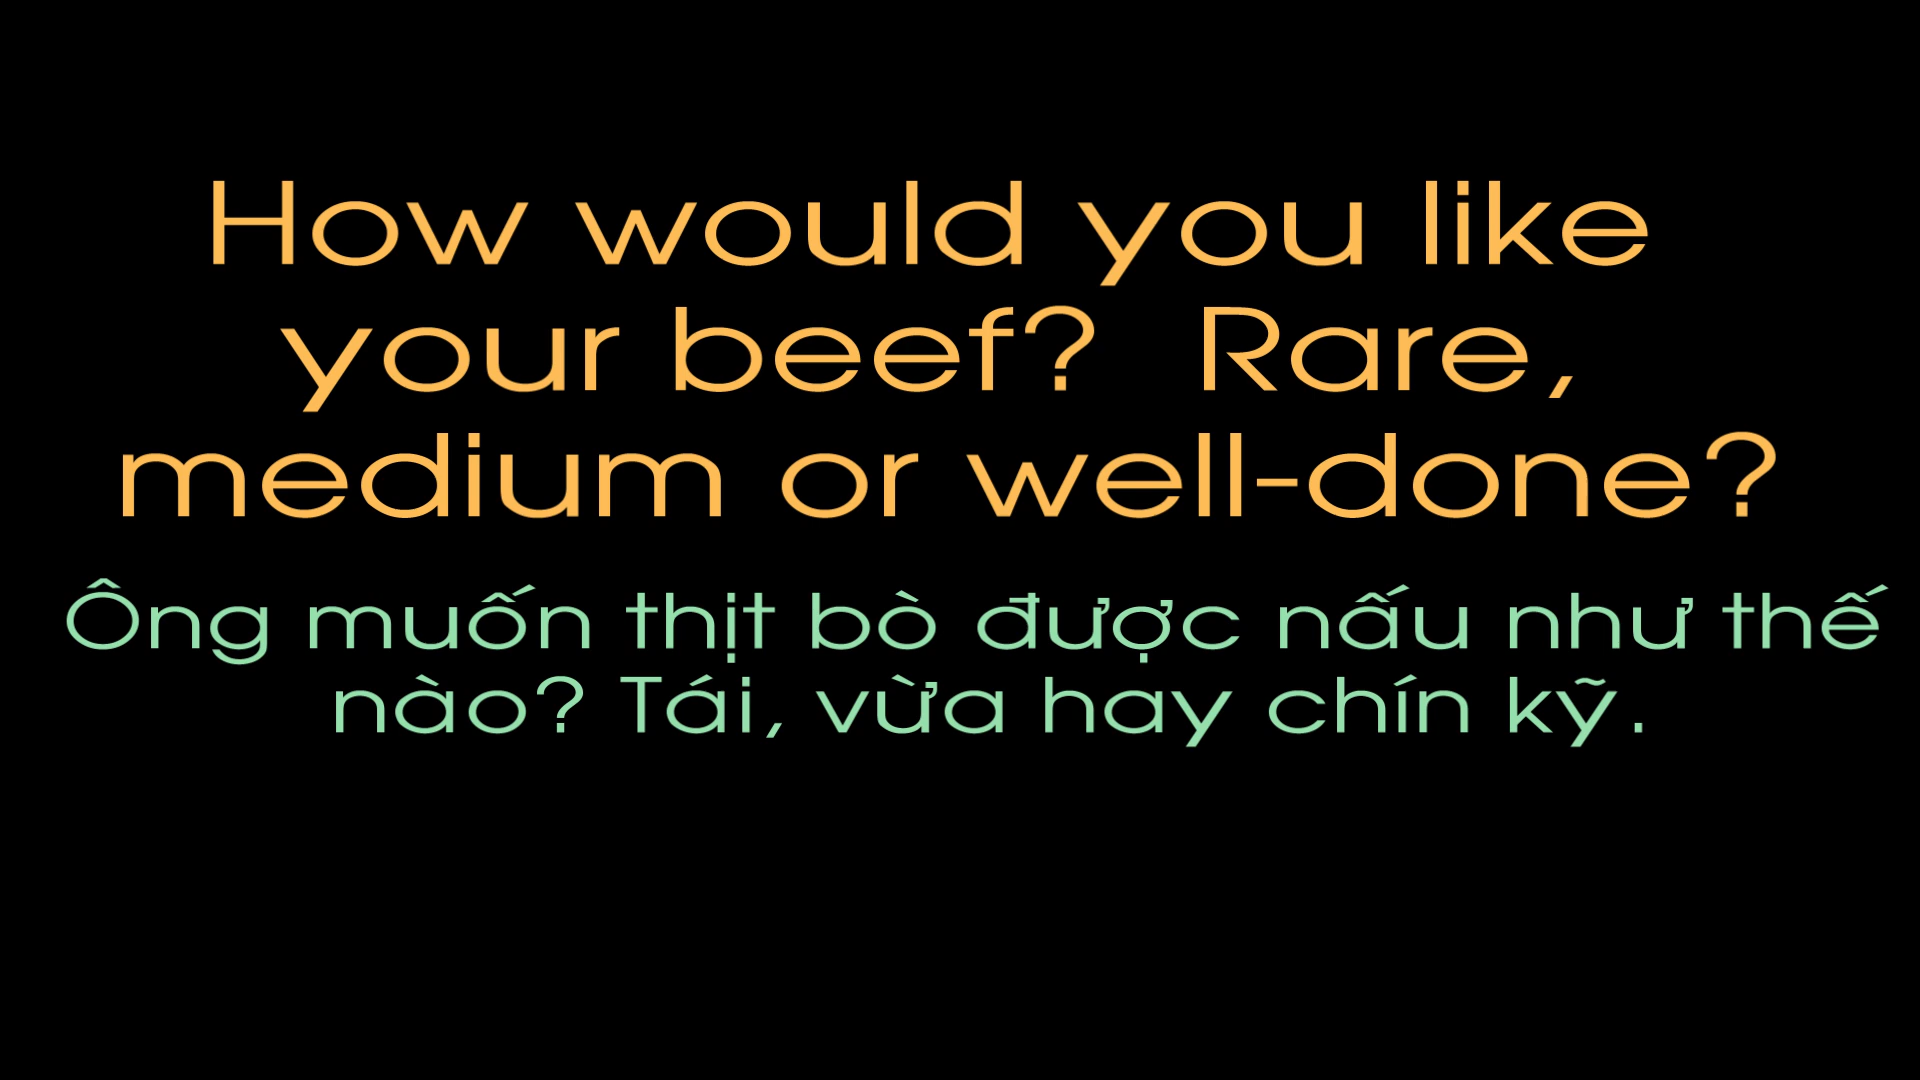 How would you like
your beef?  Rare,
medium or well-done?
Ông muốn thịt bò được nấu như thế
nào? Tái, vừa hay chín kỹ.